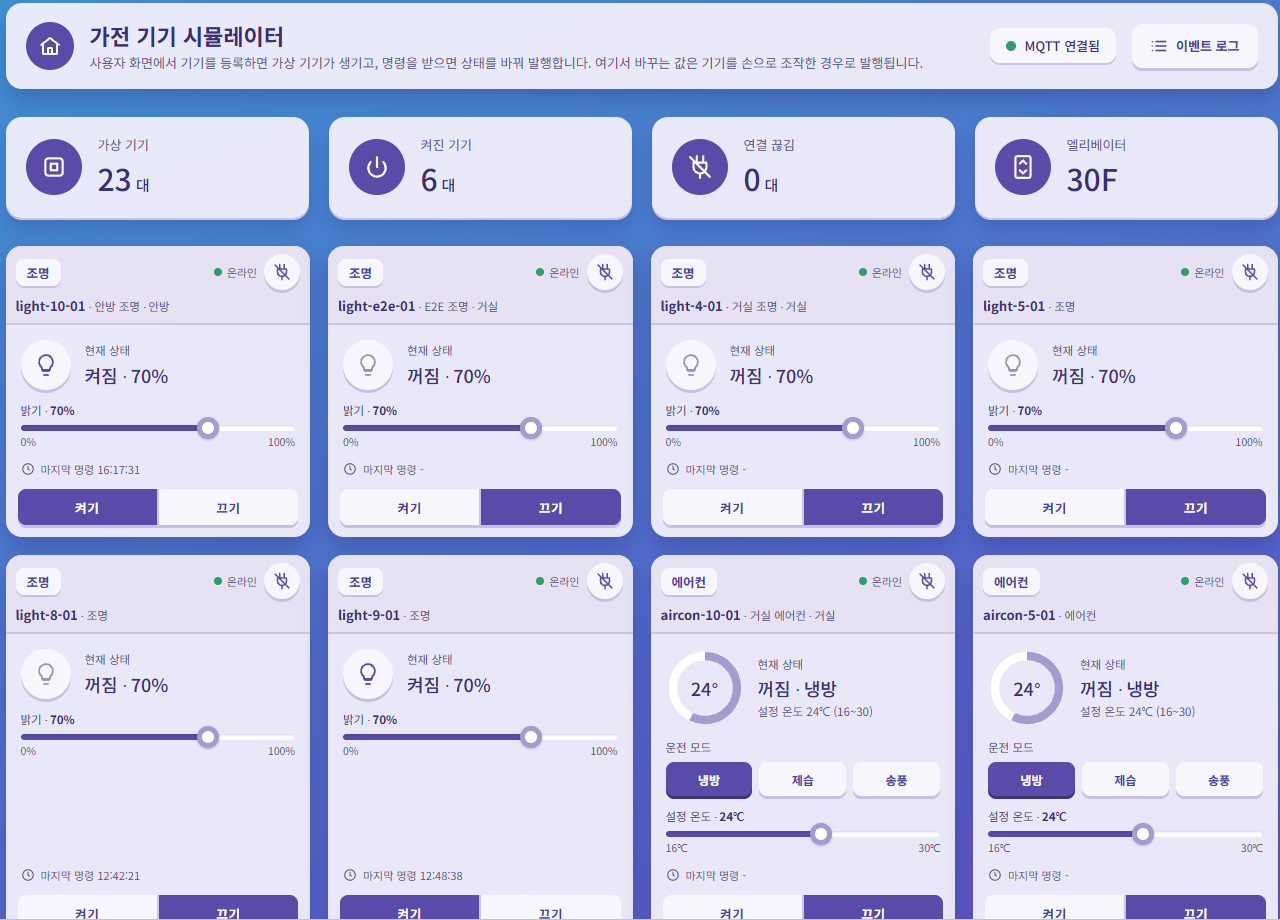 가전 기기 시뮬레이터
사용자 화면에서 기기를 등록하면 가상 기기가 생기고, 명령을 받으면 상태를 바꿔 발행합니다. 여기서 바꾸는 값은 기기를 손으로 조작한 경우로 발행됩니다.
MQTT 연결됨
이벤트 로그
가상 기기
23 대
켜진 기기
6 대
연결 끊김
0 대
엘리베이터
30F
조명
온라인
light-10-01 · 안방 조명 · 안방
현재 상태
켜짐 · 70%
밝기 · 70%
0% 100%
마지막 명령 16:17:31
켜기 끄기
조명
온라인
light-e2e-01 · E2E 조명 · 거실
현재 상태
꺼짐 · 70%
밝기 · 70%
0% 100%
마지막 명령 -
켜기 끄기
조명
온라인
light-4-01 · 거실 조명 · 거실
현재 상태
꺼짐 · 70%
밝기 · 70%
0% 100%
마지막 명령 -
켜기 끄기
조명
온라인
light-5-01 · 조명
현재 상태
꺼짐 · 70%
밝기 · 70%
0% 100%
마지막 명령 -
켜기 끄기
조명
온라인
light-8-01 · 조명
현재 상태
꺼짐 · 70%
밝기 · 70%
0% 100%
마지막 명령 12:42:21
켜기 끄기
조명
온라인
light-9-01 · 조명
현재 상태
켜짐 · 70%
밝기 · 70%
0% 100%
마지막 명령 12:48:38
켜기 끄기
에어컨
온라인
aircon-10-01 · 거실 에어컨 · 거실
24°
현재 상태
꺼짐 · 냉방
설정 온도 24℃ (16~30)
운전 모드
냉방 제습 송풍
설정 온도 · 24℃
16℃ 30℃
마지막 명령 -
켜기 끄기
에어컨
온라인
aircon-5-01 · 에어컨
24°
현재 상태
꺼짐 · 냉방
설정 온도 24℃ (16~30)
운전 모드
냉방 제습 송풍
설정 온도 · 24℃
16℃ 30℃
마지막 명령 -
켜기 끄기